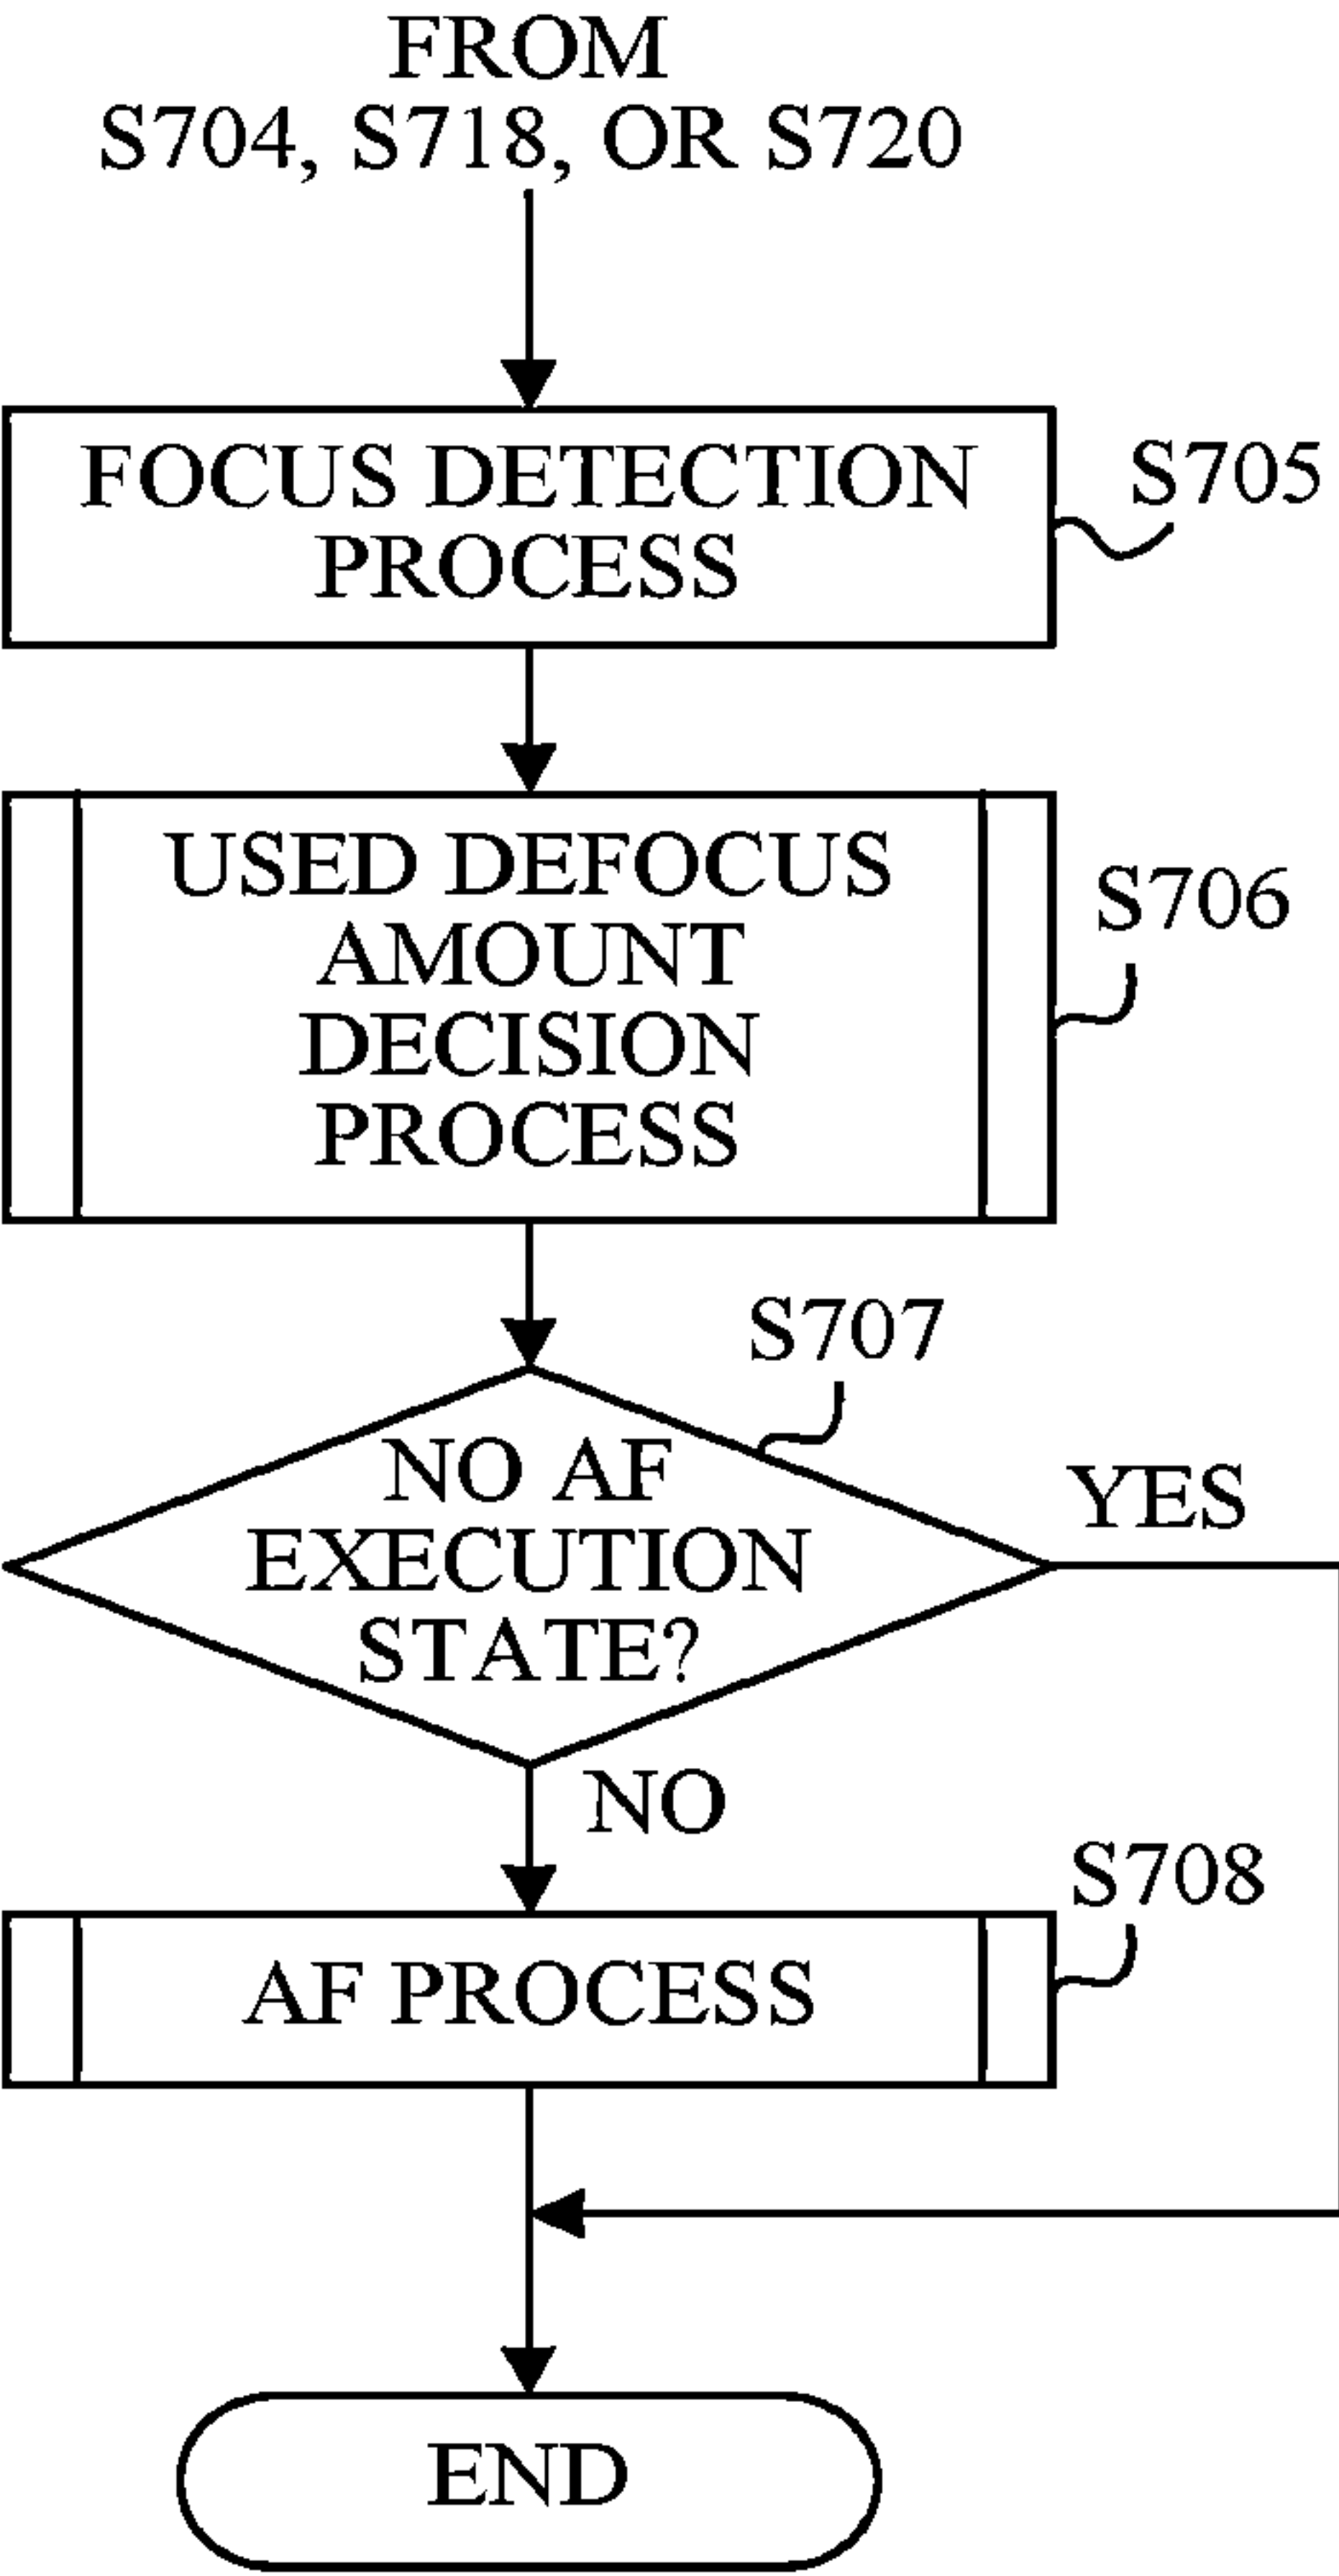 FROM
S704, S718, OR S720
FOCUS DETECTION
PROCESS
S705
USED DEFOCUS
AMOUNT
DECISION
PROCESS
S706
S707
NO AF
EXECUTION
STATE?
YES
NO
S708
AF PROCESS
END